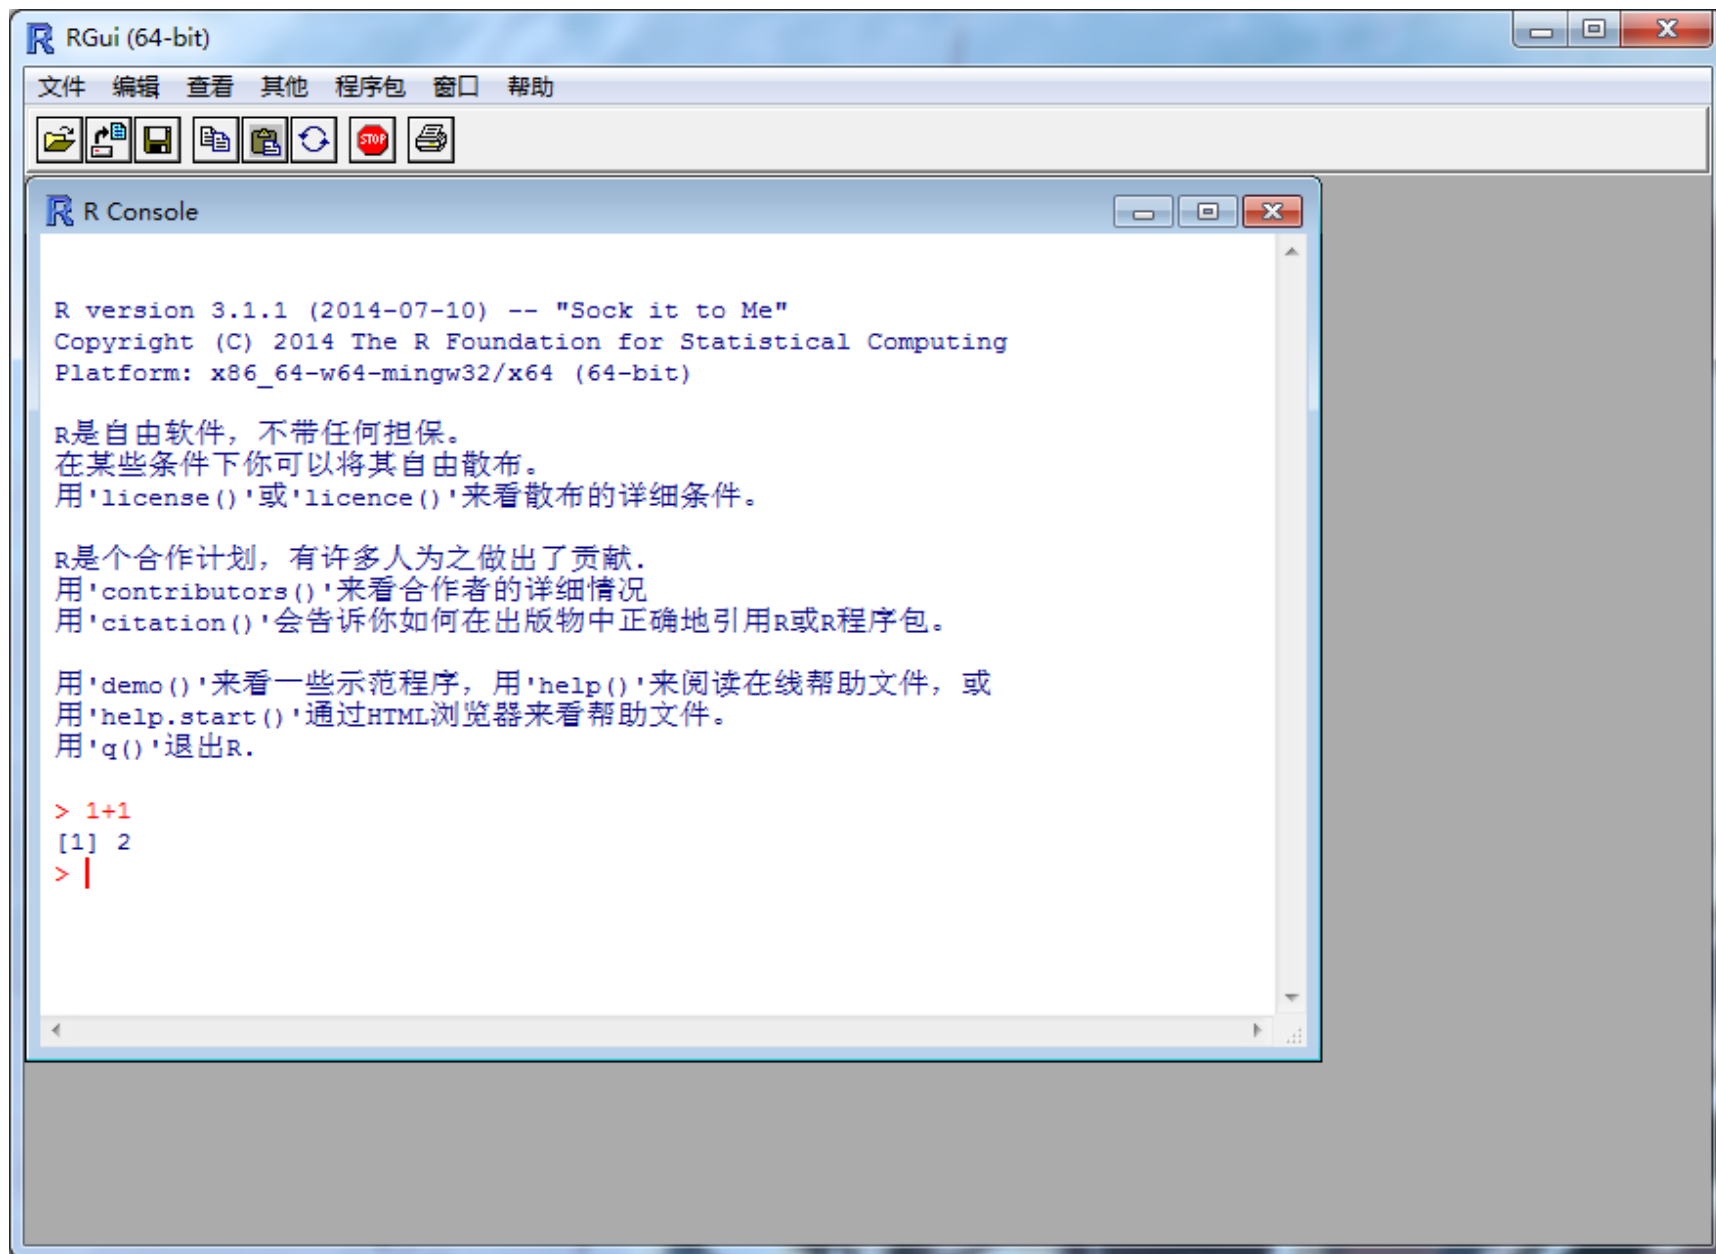 RGui (64-bit)
文件 编辑 查看 其他 程序包 窗口 帮助
STOP
R Console
R version 3.1.1 (2014-07-10) -- "Sock it to Me"
Copyright (C) 2014 The R Foundation for Statistical Computing
Platform: x86_64-w64-mingw32/x64 (64-bit)
R是自由软件，不带任何担保。
在某些条件下你可以将其自由散布。
用'license()'或'licence()'来看散布的详细条件。
R是个合作计划，有许多人为之做出了贡献.
用'contributors()'来看合作者的详细情况
用'citation()'会告诉你如何在出版物中正确地引用R或R程序包。
用'demo()'来看一些示范程序，用'help()'来阅读在线帮助文件，或
用'help.start()'通过HTML浏览器来看帮助文件。
用'q()'退出R.
> 1+1
[1] 2
>